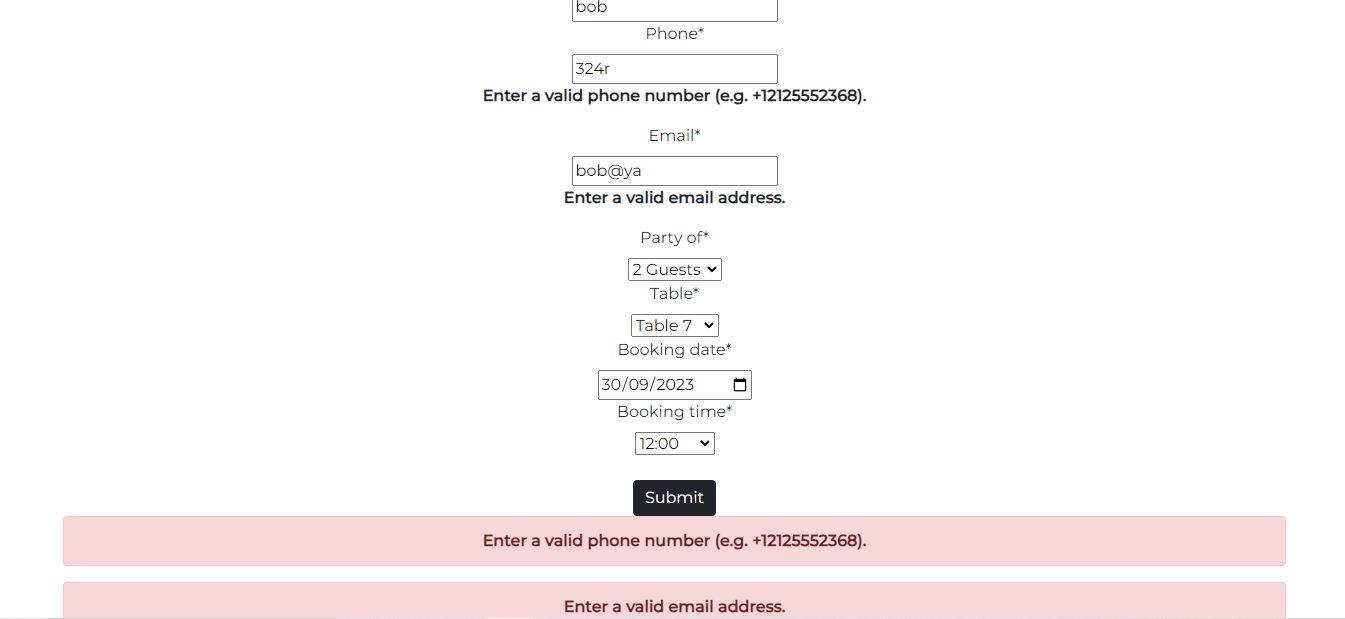 bob
Phone*
324r
Enter a valid phone number (e.g. +12125552368).
Email*
bob@ya
Enter a valid email address.
Party of*
2 Guests
Table*
Table 7
Booking date*
30/09/2023
Booking time*
12:00
Submit
Enter a valid phone number (e.g. +12125552368).
Enter a valid email address.